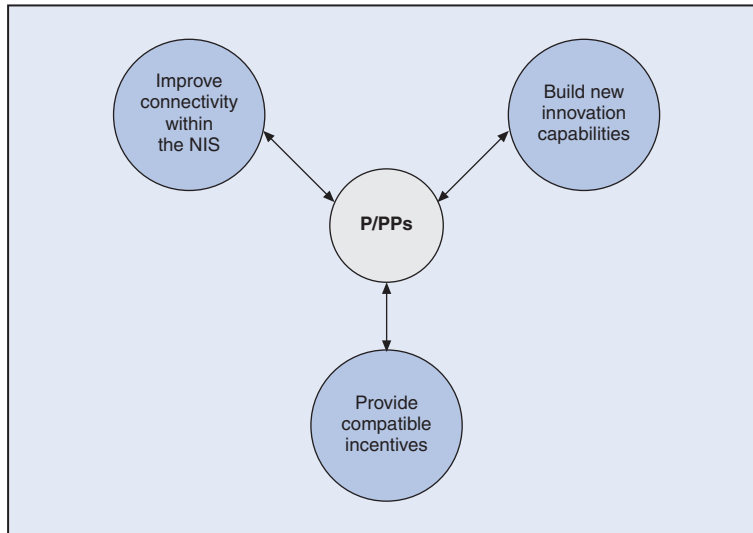 Improve
connectivity
within
the NIS
Build new
innovation
capabilities
P/PPs
Provide
compatible
incentives